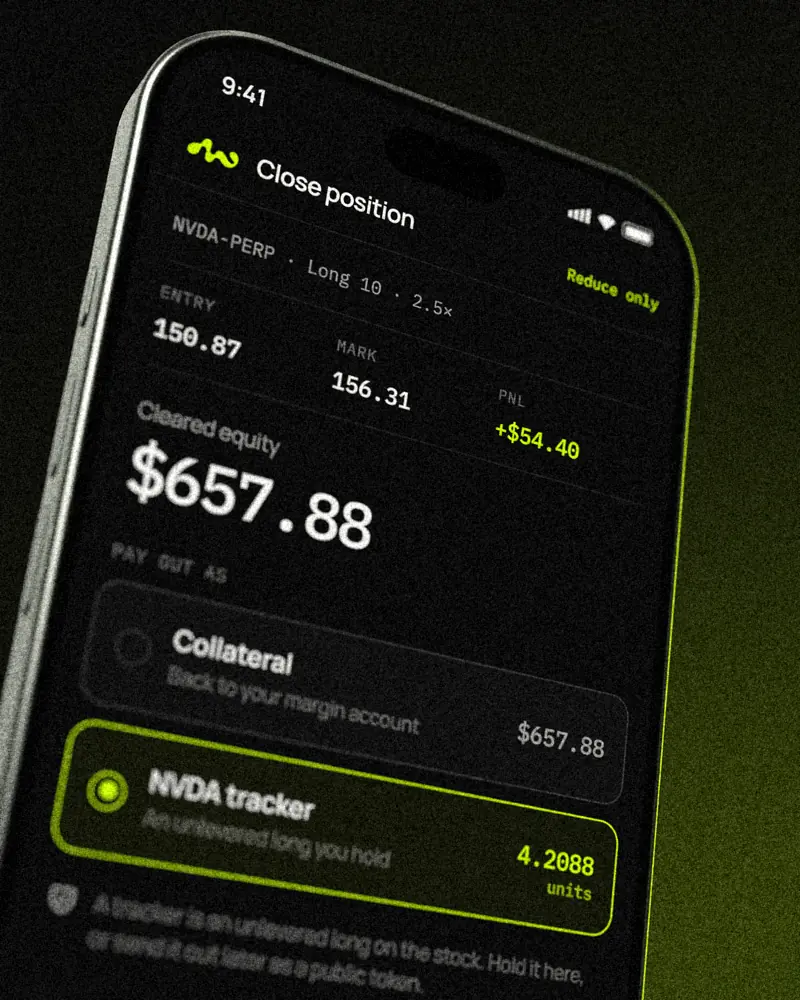 9:41
Close position
NVDA-PERP · Long 10 · 2.5×
Reduce only
ENTRY
150.87
MARK
156.31
PNL
+$54.40
Cleared equity
$657.88
PAY OUT AS
Collateral
Back to your margin account
$657.88
NVDA tracker
An unlevered long you hold
4.2088
units
A tracker is an unlevered long on the stock. Hold it here,
or send it out later as a public token.